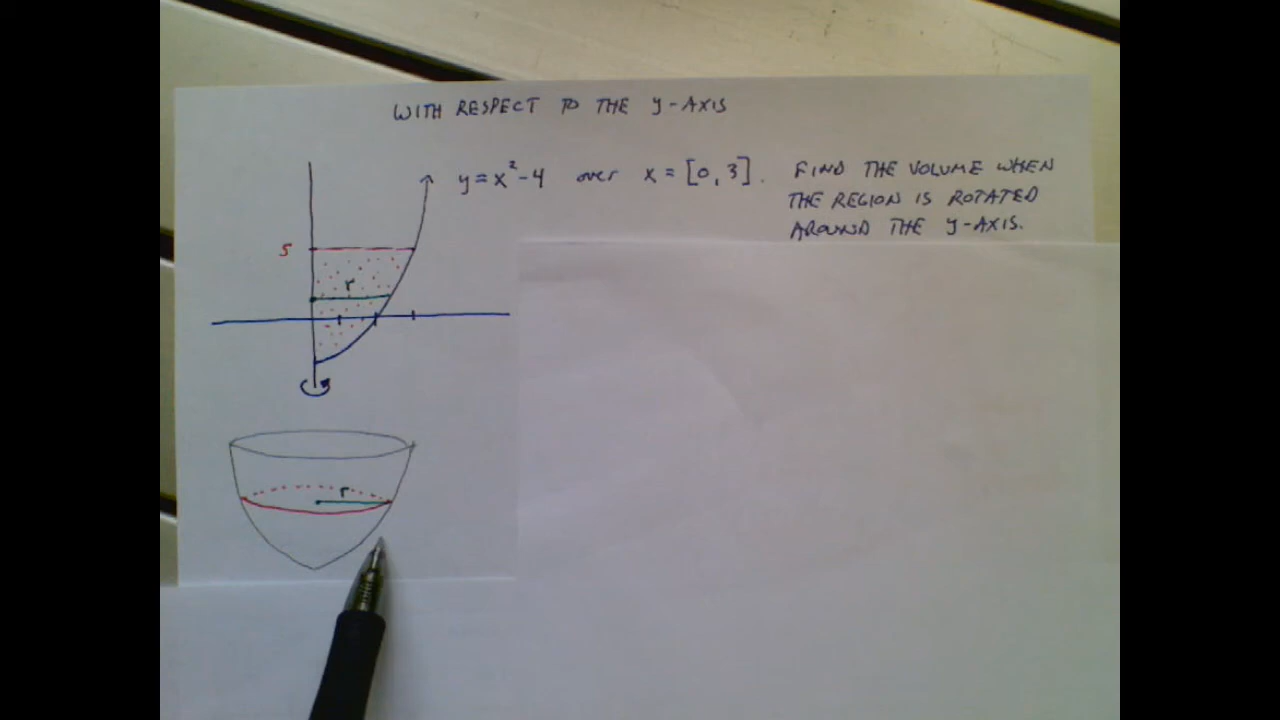 WITH RESPECT TO THE y-AXIS
y = x²-4 over x = [0, 3]. FIND THE VOLUME WHEN
THE REGION IS ROTATED
AROUND THE y-AXIS.
5
r
r